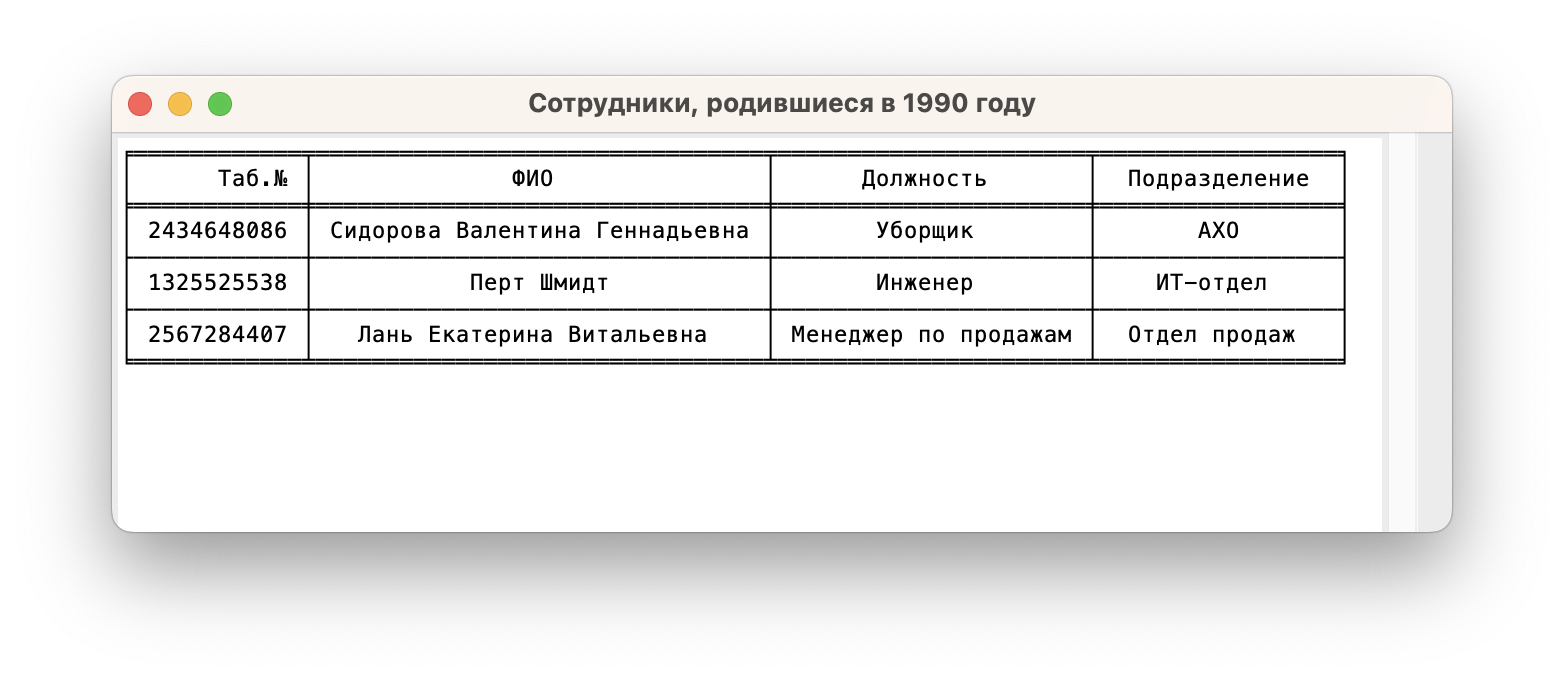 Сотрудники, родившиеся в 1990 году
Таб.№ ФИО Должность Подразделение
2434648086 Сидорова Валентина Геннадьевна Уборщик АХО
1325525538 Перт Шмидт Инженер ИТ-отдел
2567284407 Лань Екатерина Витальевна Менеджер по продажам Отдел продаж